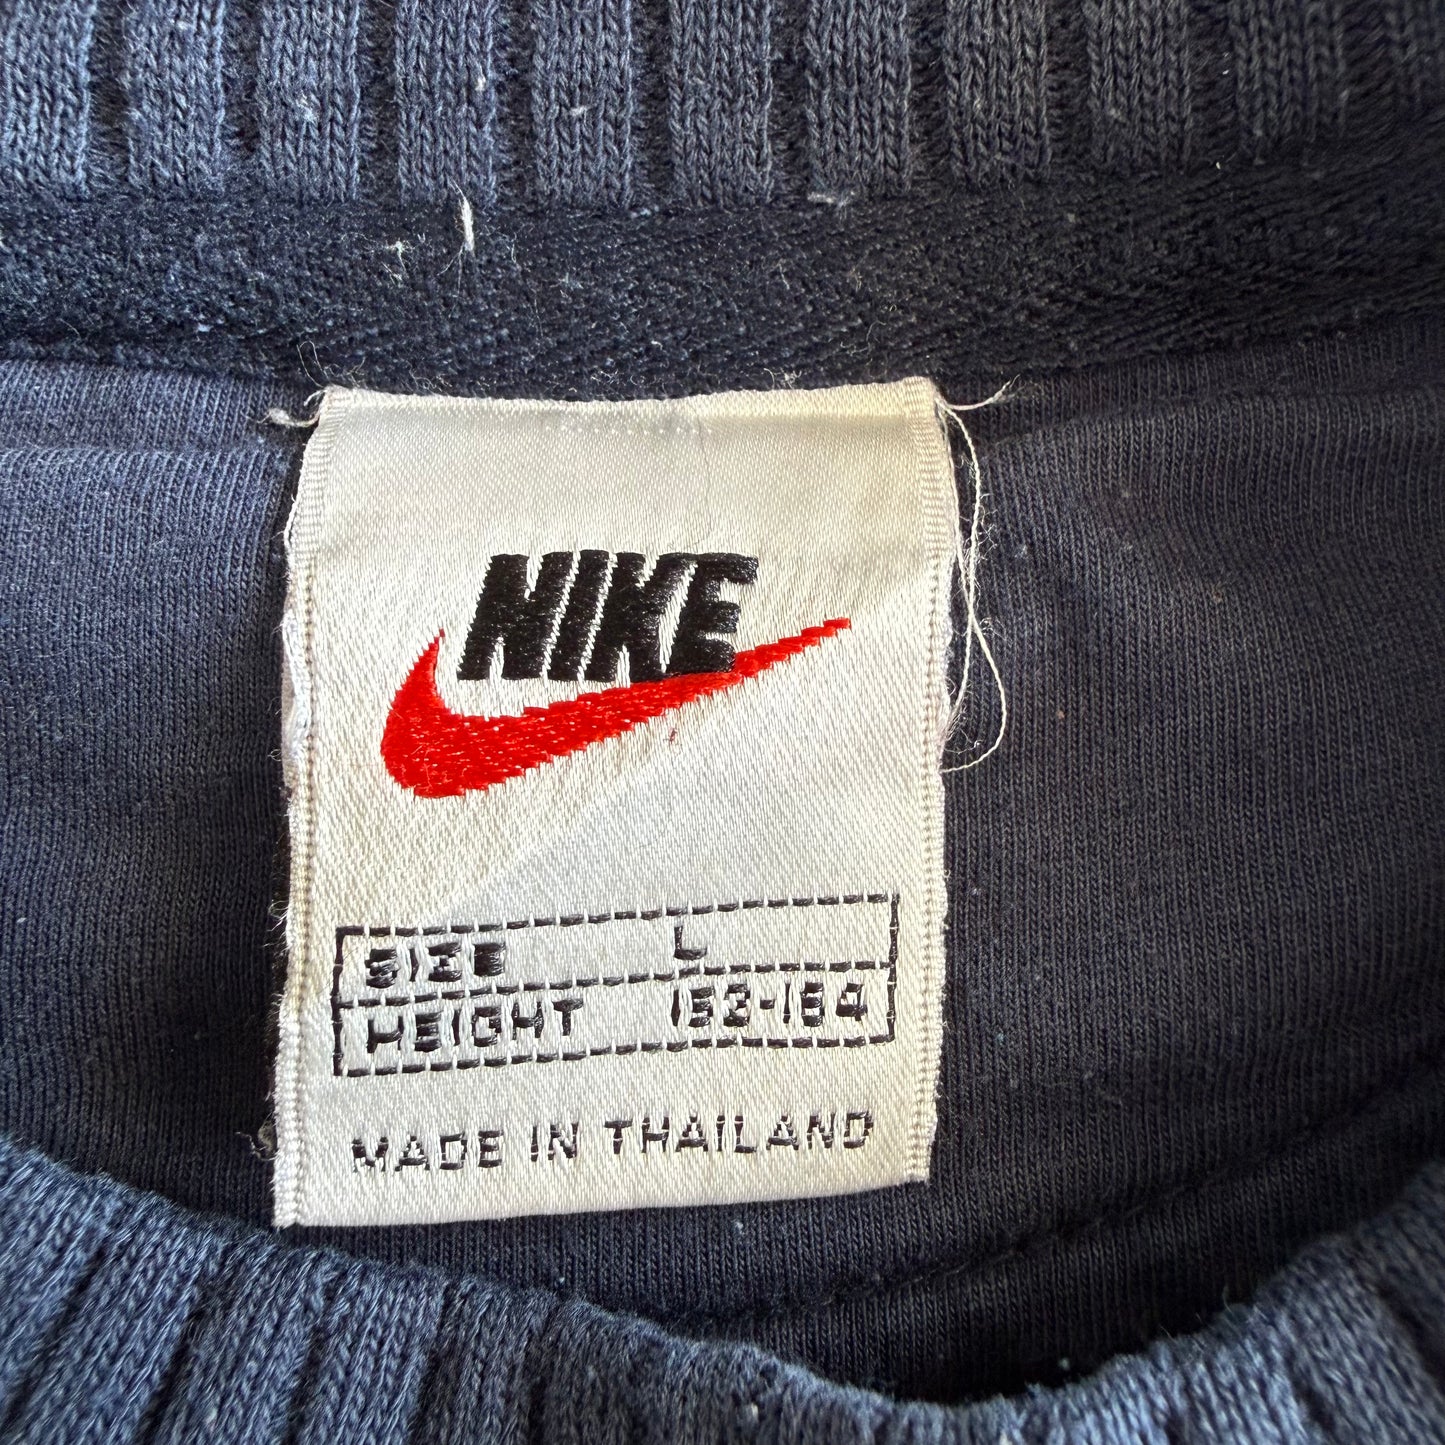 NIKE
SIZE L
HEIGHT 152-164
MADE IN THAILAND